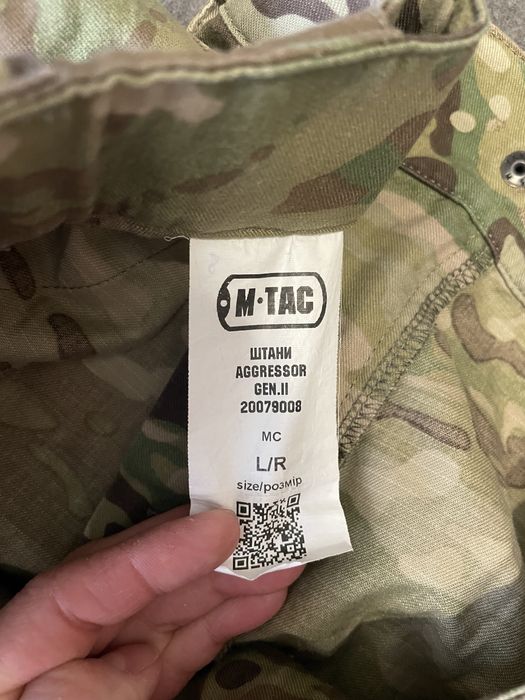 M·TAC
ШТАНИ
AGGRESSOR
GEN.II
20079008
MC
L/R
size/розмір